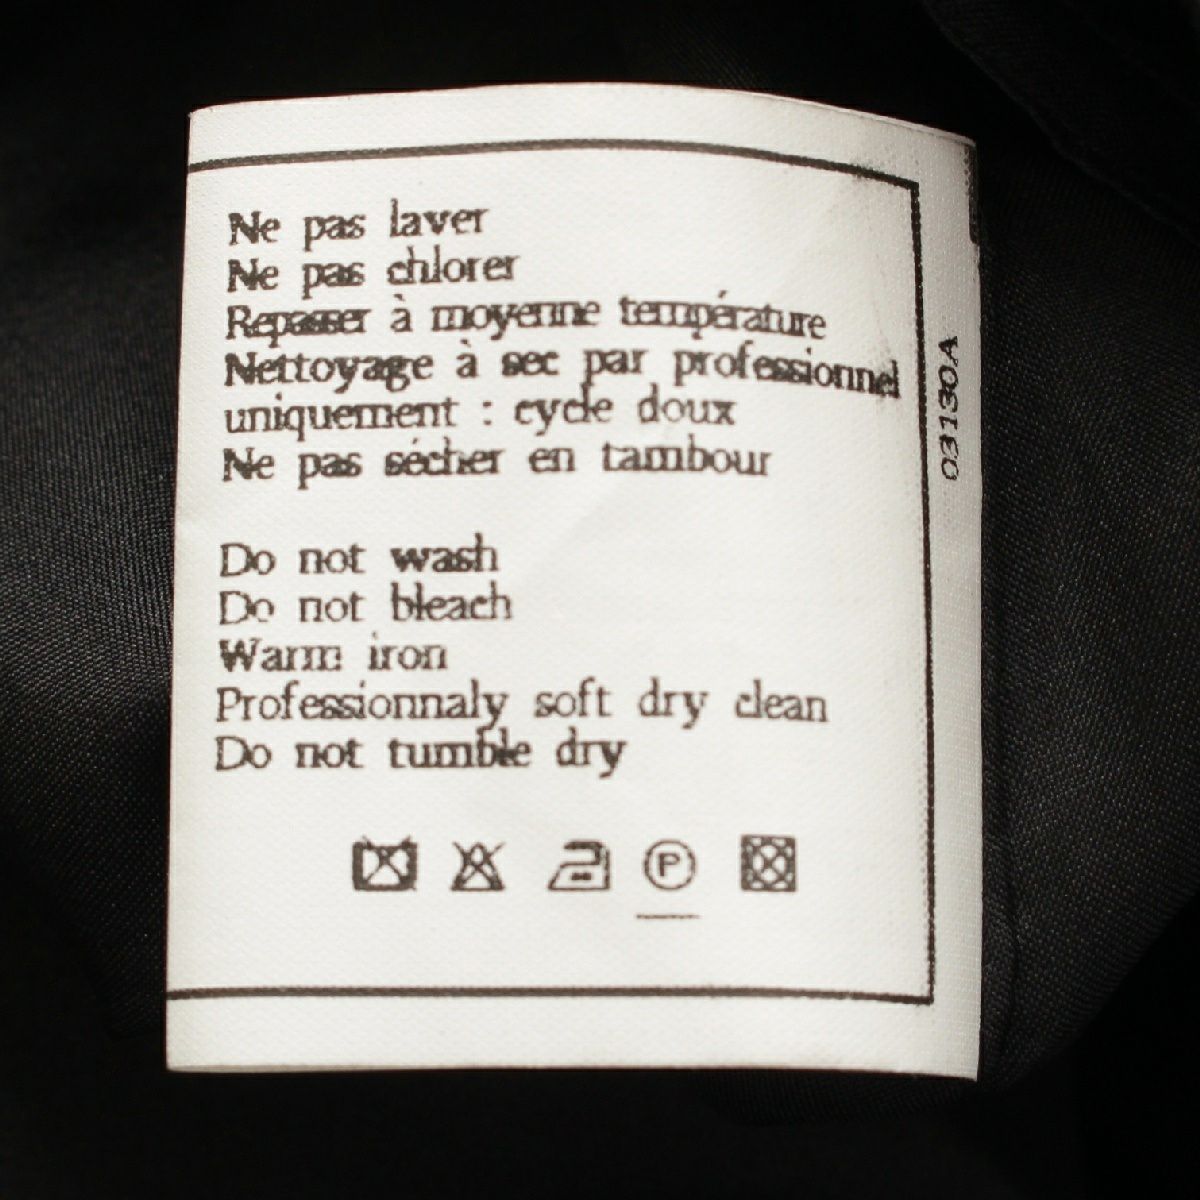 Ne pas laver
Ne pas chlorer
Repasser à moyenne température
Nettoyage à sec par professionnel
uniquement : cycle doux
Ne pas sécher en tambour
Do not wash
Do not bleach
Warm iron
Professionnaly soft dry clean
Do not tumble dry
P
03130A